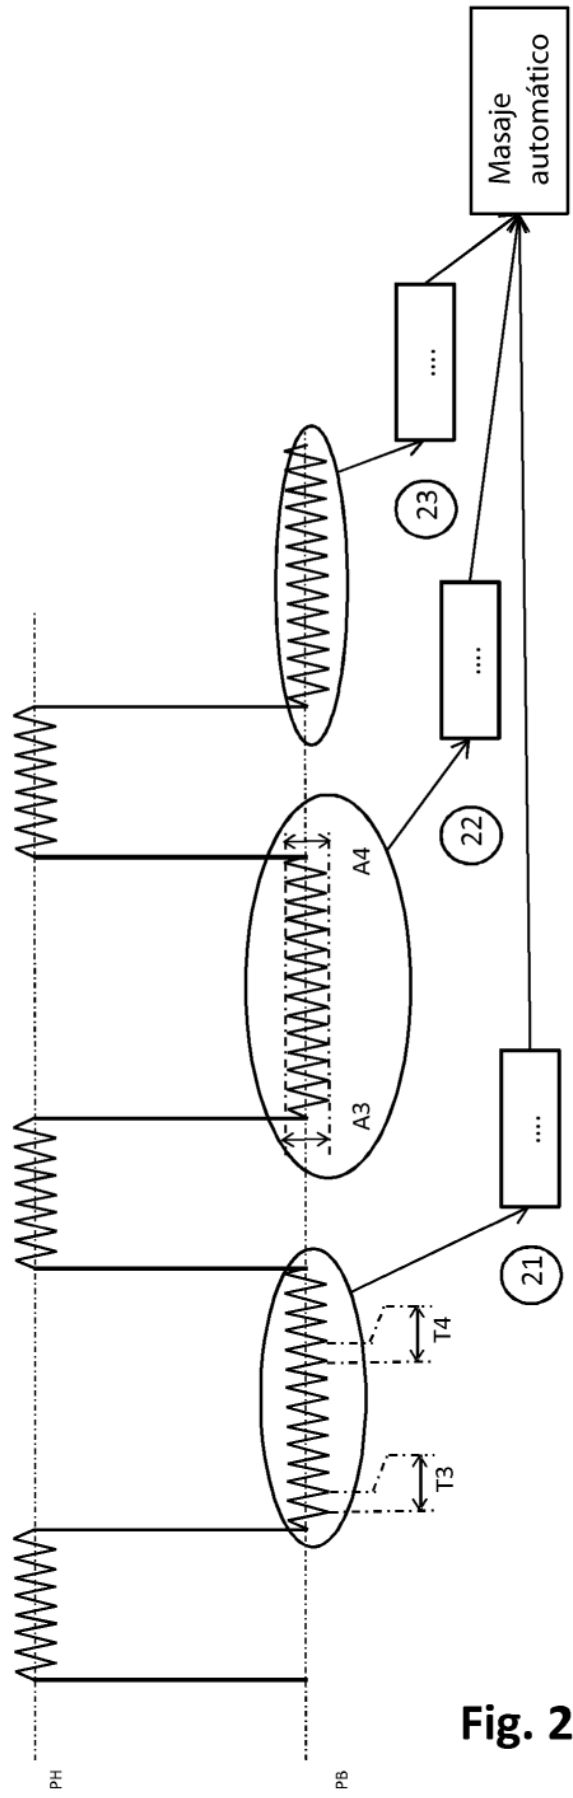 PH
PB
T3
T4
A3
A4
21
22
23
....
....
....
Masaje
automático
Fig. 2